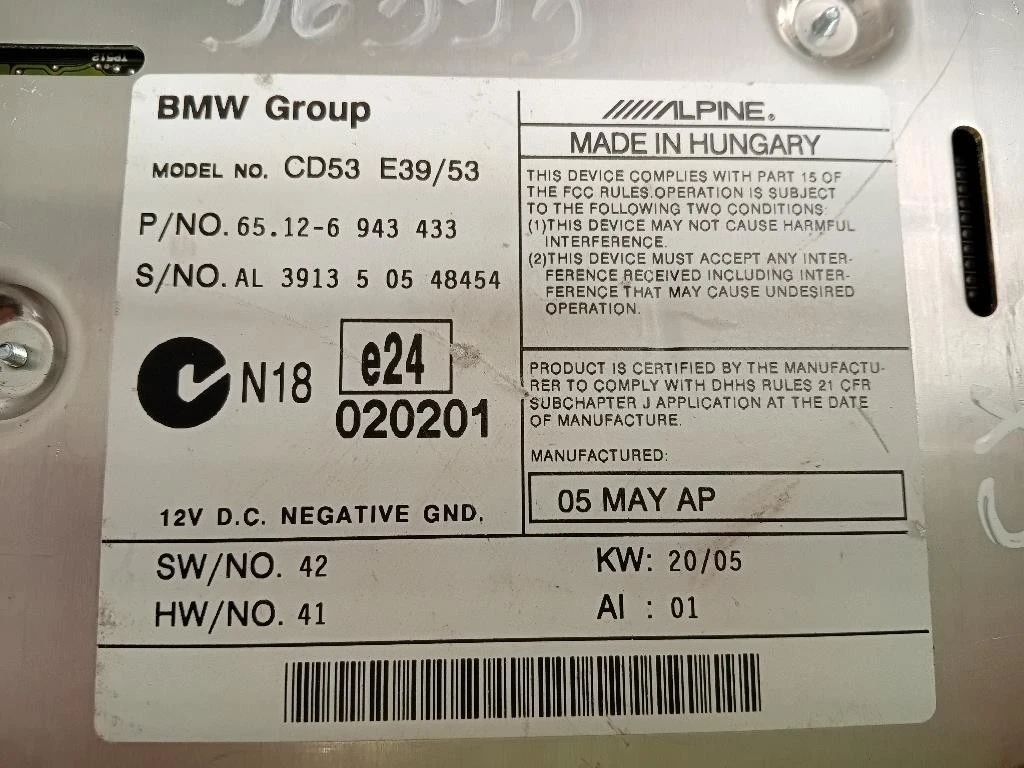 TP512
BMW Group
MODEL NO. CD53 E39/53
P/NO. 65.12-6 943 433
S/NO. AL 3913 5 05 48454
N18
e24
020201
12V D.C. NEGATIVE GND.
ALPINE®
MADE IN HUNGARY
THIS DEVICE COMPLIES WITH PART 15 OF
THE FCC RULES.OPERATION IS SUBJECT
TO THE FOLLOWING TWO CONDITIONS:
(1)THIS DEVICE MAY NOT CAUSE HARMFUL
INTERFERENCE.
(2)THIS DEVICE MUST ACCEPT ANY INTER-
FERENCE RECEIVED INCLUDING INTER-
FERENCE THAT MAY CAUSE UNDESIRED
OPERATION.
PRODUCT IS CERTIFIED BY THE MANUFACTU-
RER TO COMPLY WITH DHHS RULES 21 CFR
SUBCHAPTER J APPLICATION AT THE DATE
OF MANUFACTURE.
MANUFACTURED:
05 MAY AP
SW/NO. 42
KW: 20/05
HW/NO. 41
AI : 01